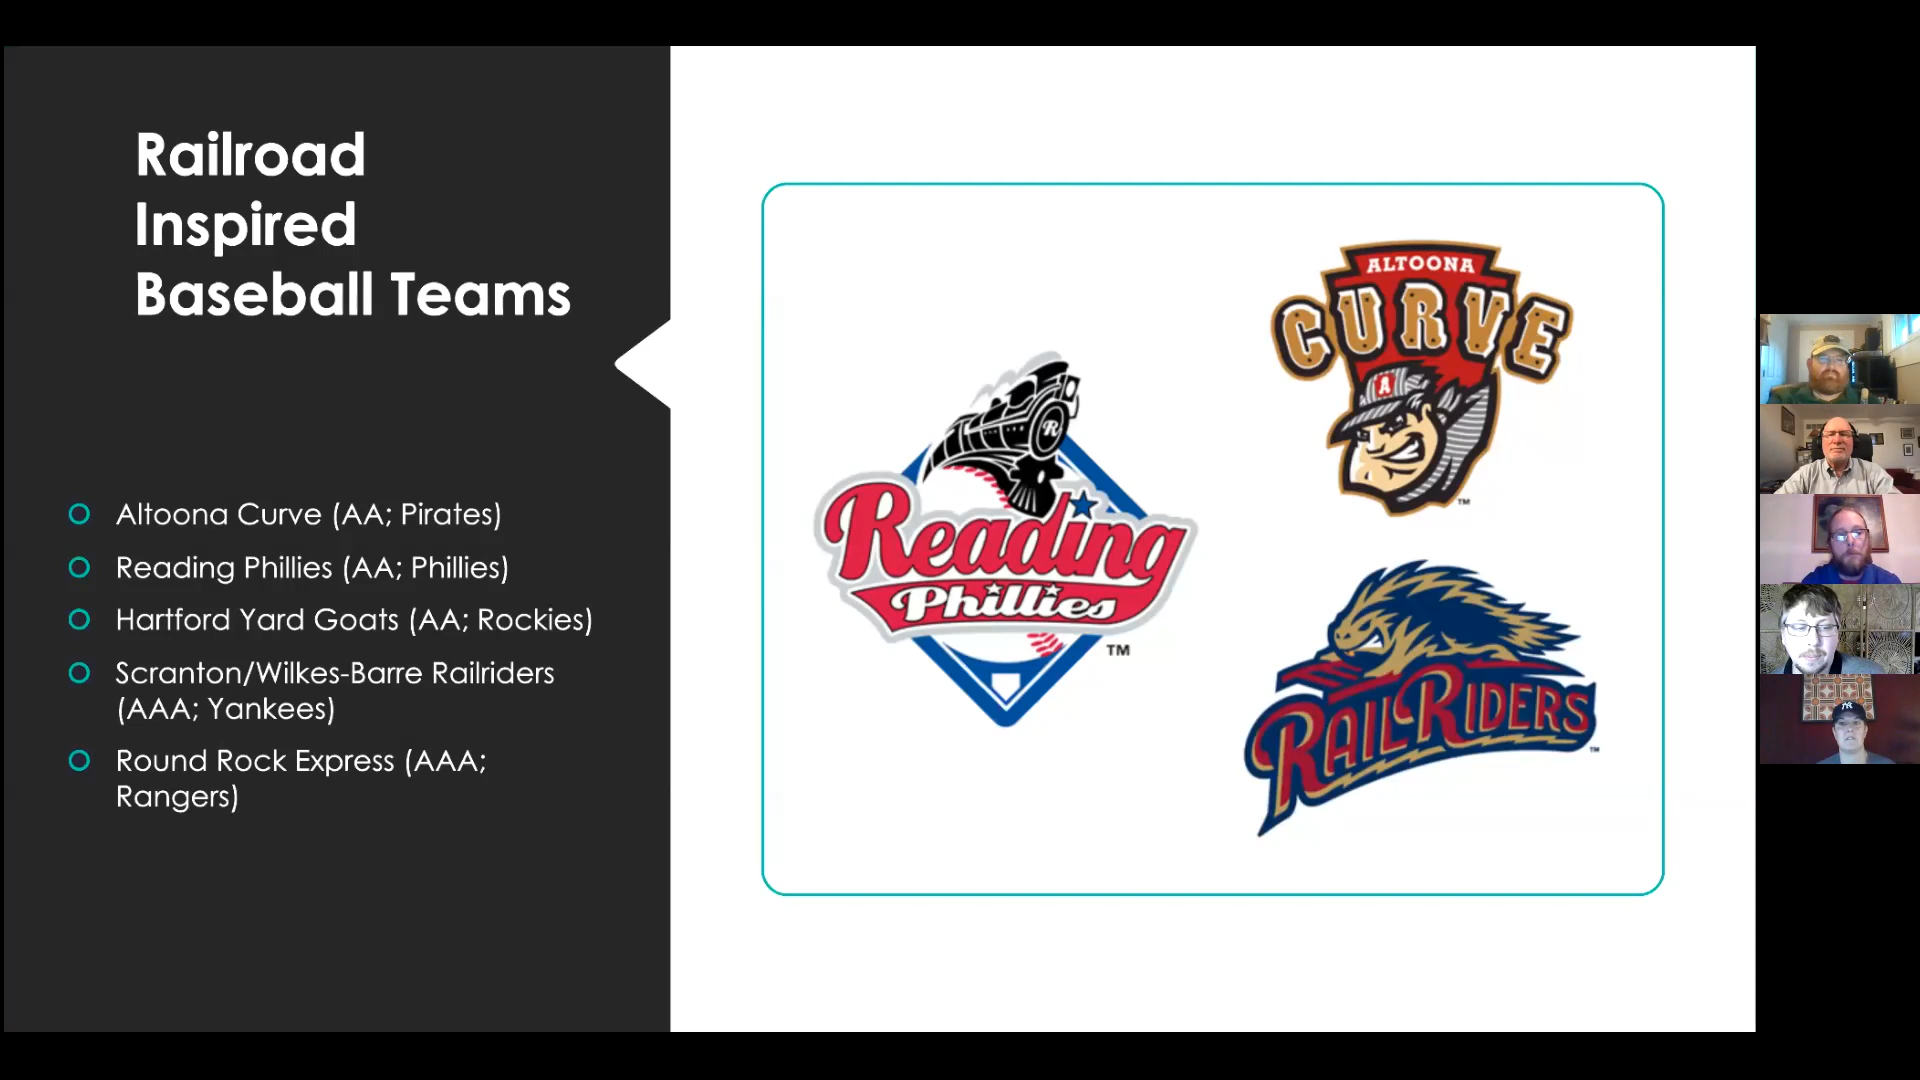 Railroad
Inspired
Baseball Teams
Altoona Curve (AA; Pirates)
Reading Phillies (AA; Phillies)
Hartford Yard Goats (AA; Rockies)
Scranton/Wilkes-Barre Railriders
(AAA; Yankees)
Round Rock Express (AAA;
Rangers)
R
Reading
Phillies
TM
ALTOONA
CURVE
A
TM
RAILRIDERS
TM
NY